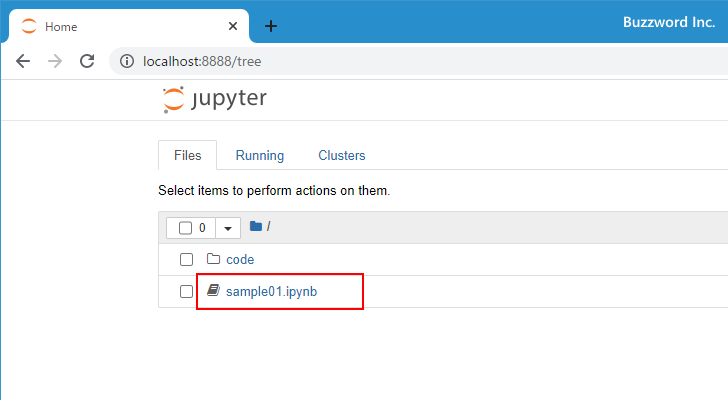 Home
Buzzword Inc.
localhost:8888/tree
jupyter
Files Running Clusters
Select items to perform actions on them.
0 /
code
sample01.ipynb